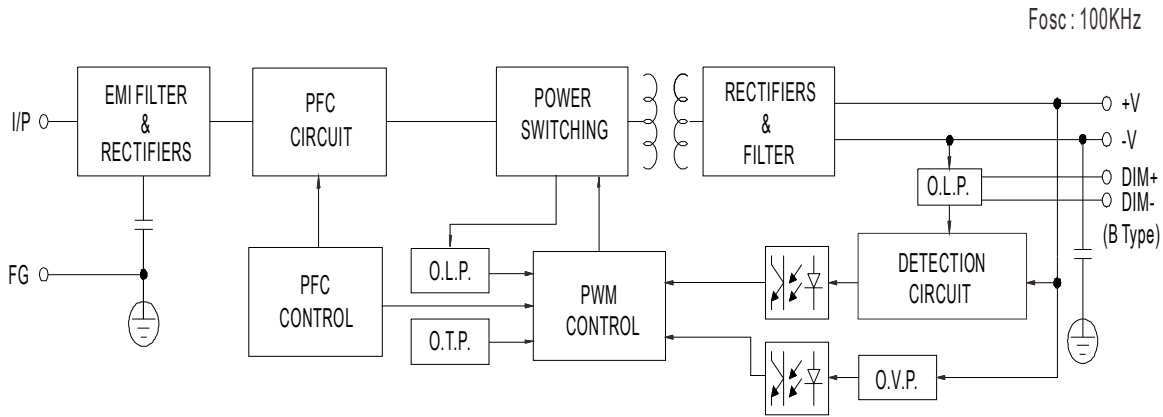 Fosc : 100KHz
I/P
EMI FILTER
&
RECTIFIERS
PFC
CIRCUIT
POWER
SWITCHING
RECTIFIERS
&
FILTER
+V
-V
DIM+
DIM-
(B Type)
O.L.P.
FG
PFC
CONTROL
O.L.P.
O.T.P.
PWM
CONTROL
DETECTION
CIRCUIT
O.V.P.